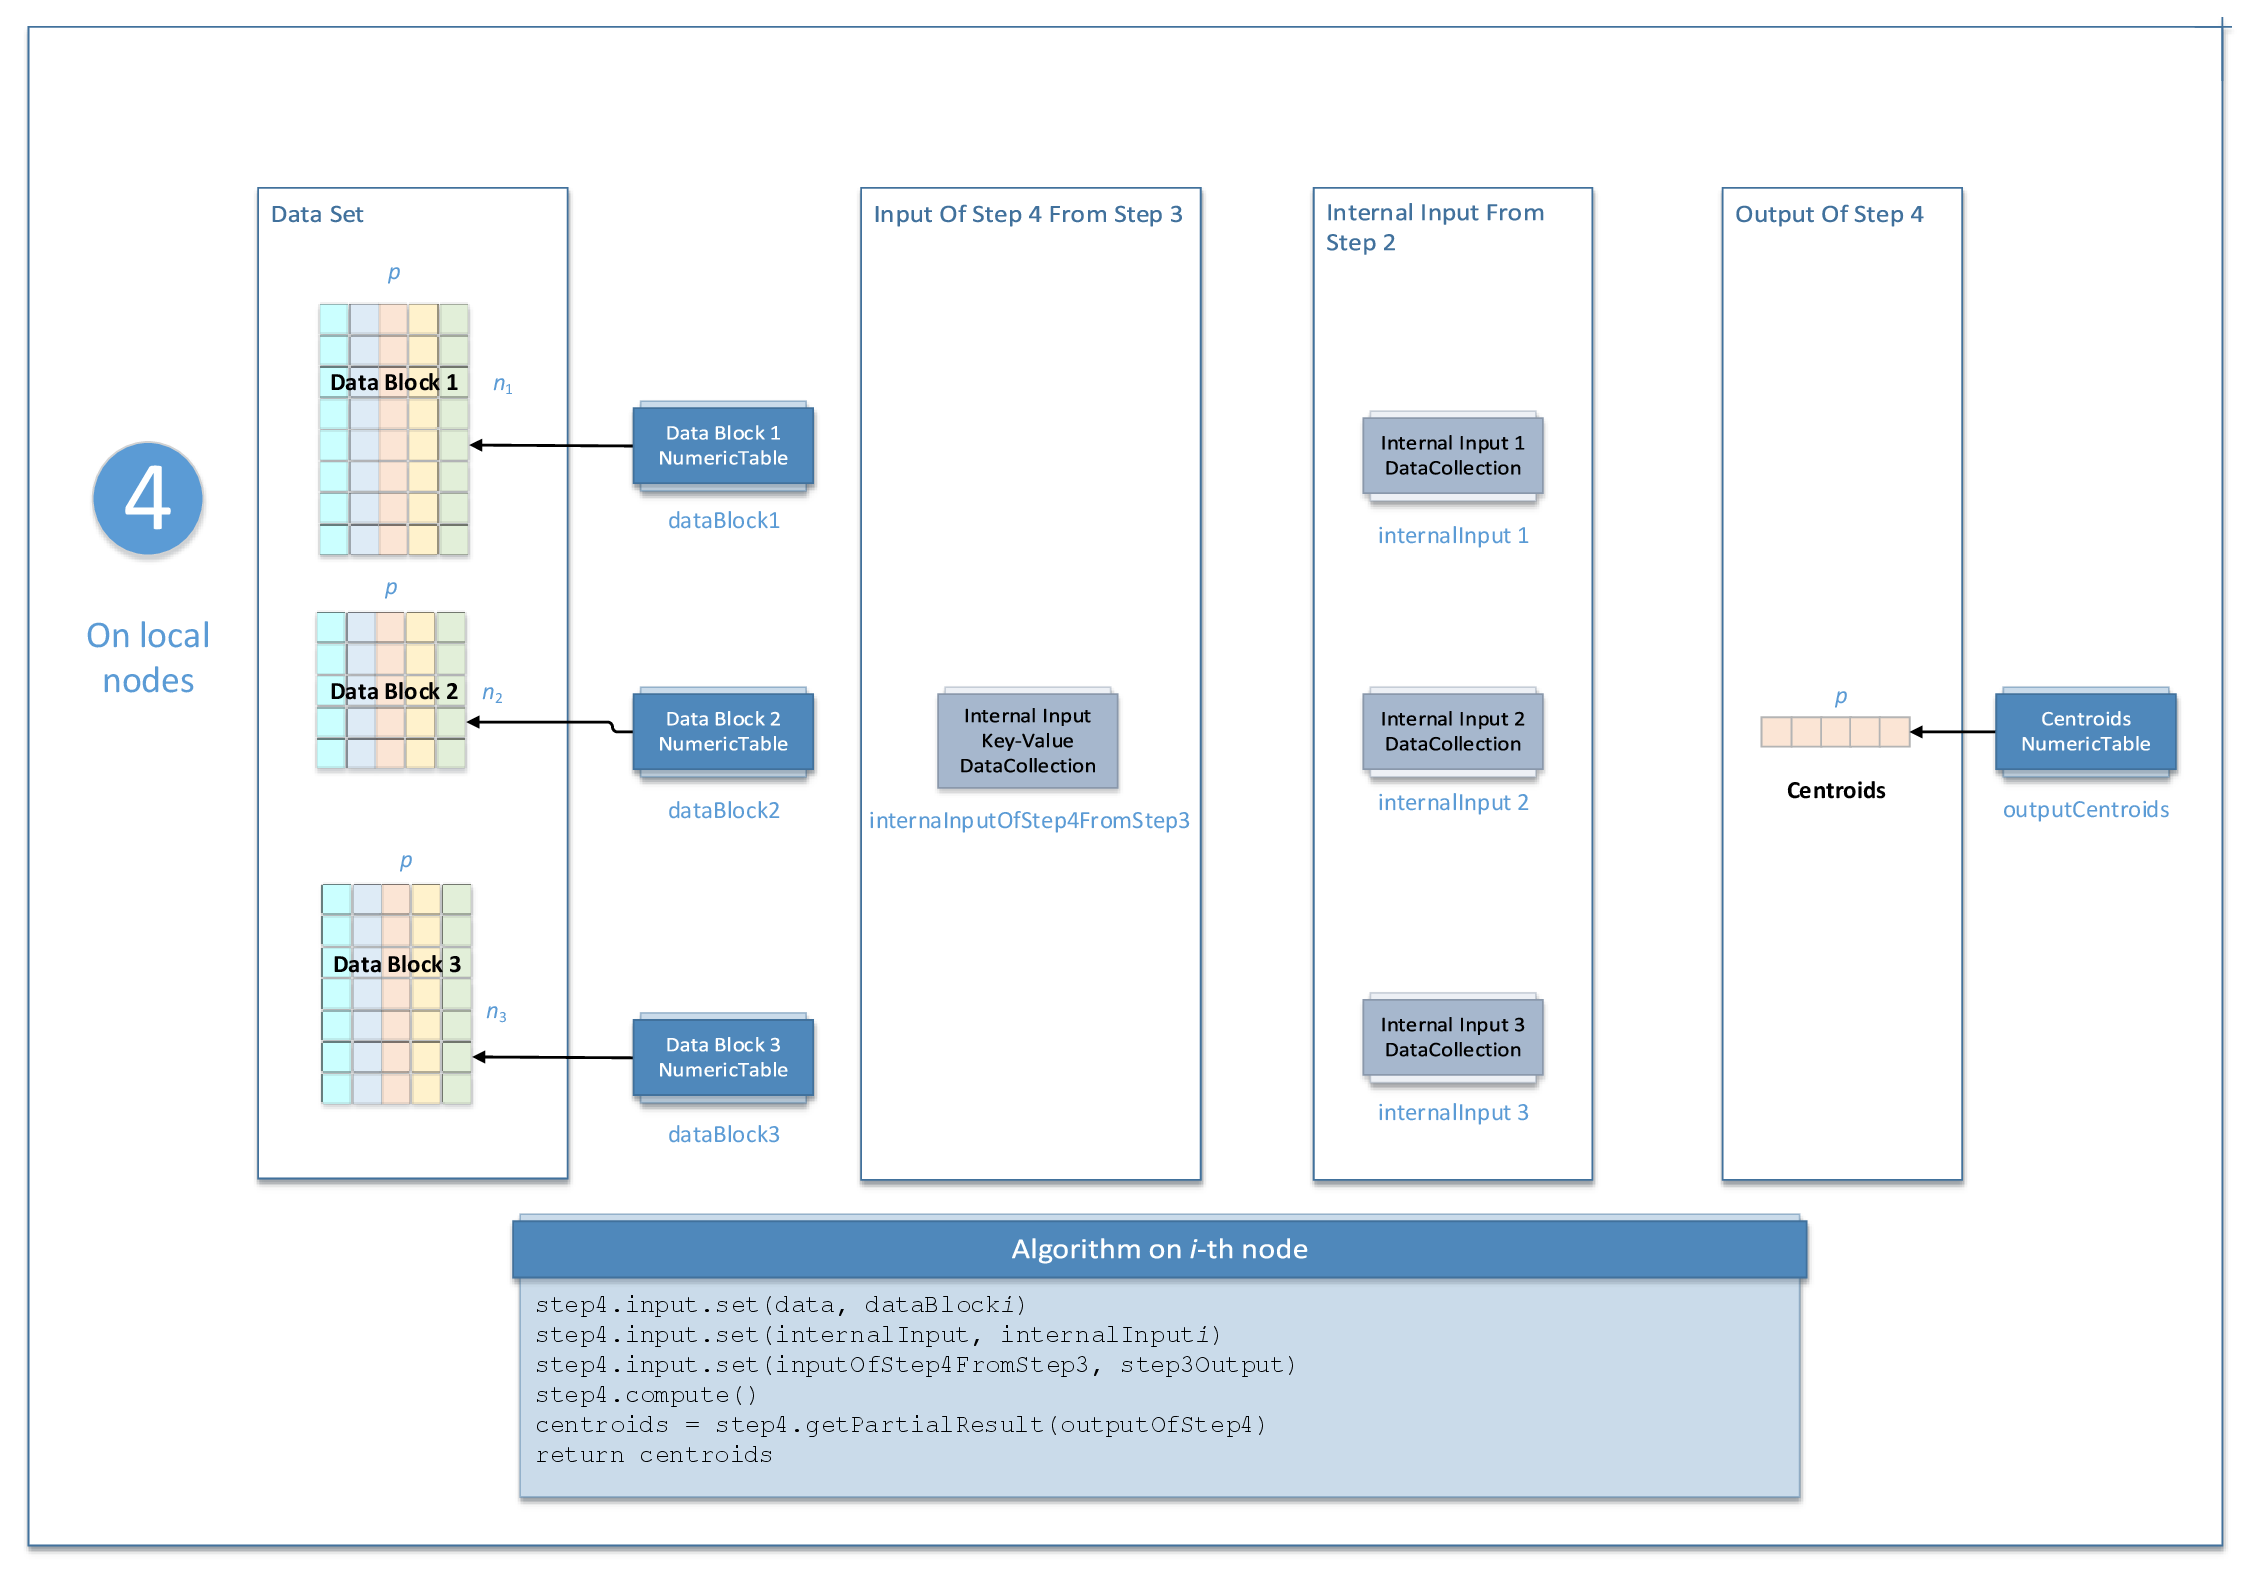 4
On local
nodes
Data Set
p
Data Block 1
n1
Data Block 1
NumericTable
dataBlock1
p
Data Block 2
n2
Data Block 2
NumericTable
dataBlock2
p
Data Block 3
n3
Data Block 3
NumericTable
dataBlock3
Input Of Step 4 From Step 3
Internal Input
Key-Value
DataCollection
internaInputOfStep4FromStep3
Internal Input From
Step 2
Internal Input 1
DataCollection
internalInput 1
Internal Input 2
DataCollection
internalInput 2
Internal Input 3
DataCollection
internalInput 3
Output Of Step 4
p
Centroids
Centroids
NumericTable
outputCentroids
Algorithm on i-th node
step4.input.set(data, dataBlocki)
step4.input.set(internalInput, internalInputi)
step4.input.set(inputOfStep4FromStep3, step3Output)
step4.compute()
centroids = step4.getPartialResult(outputOfStep4)
return centroids